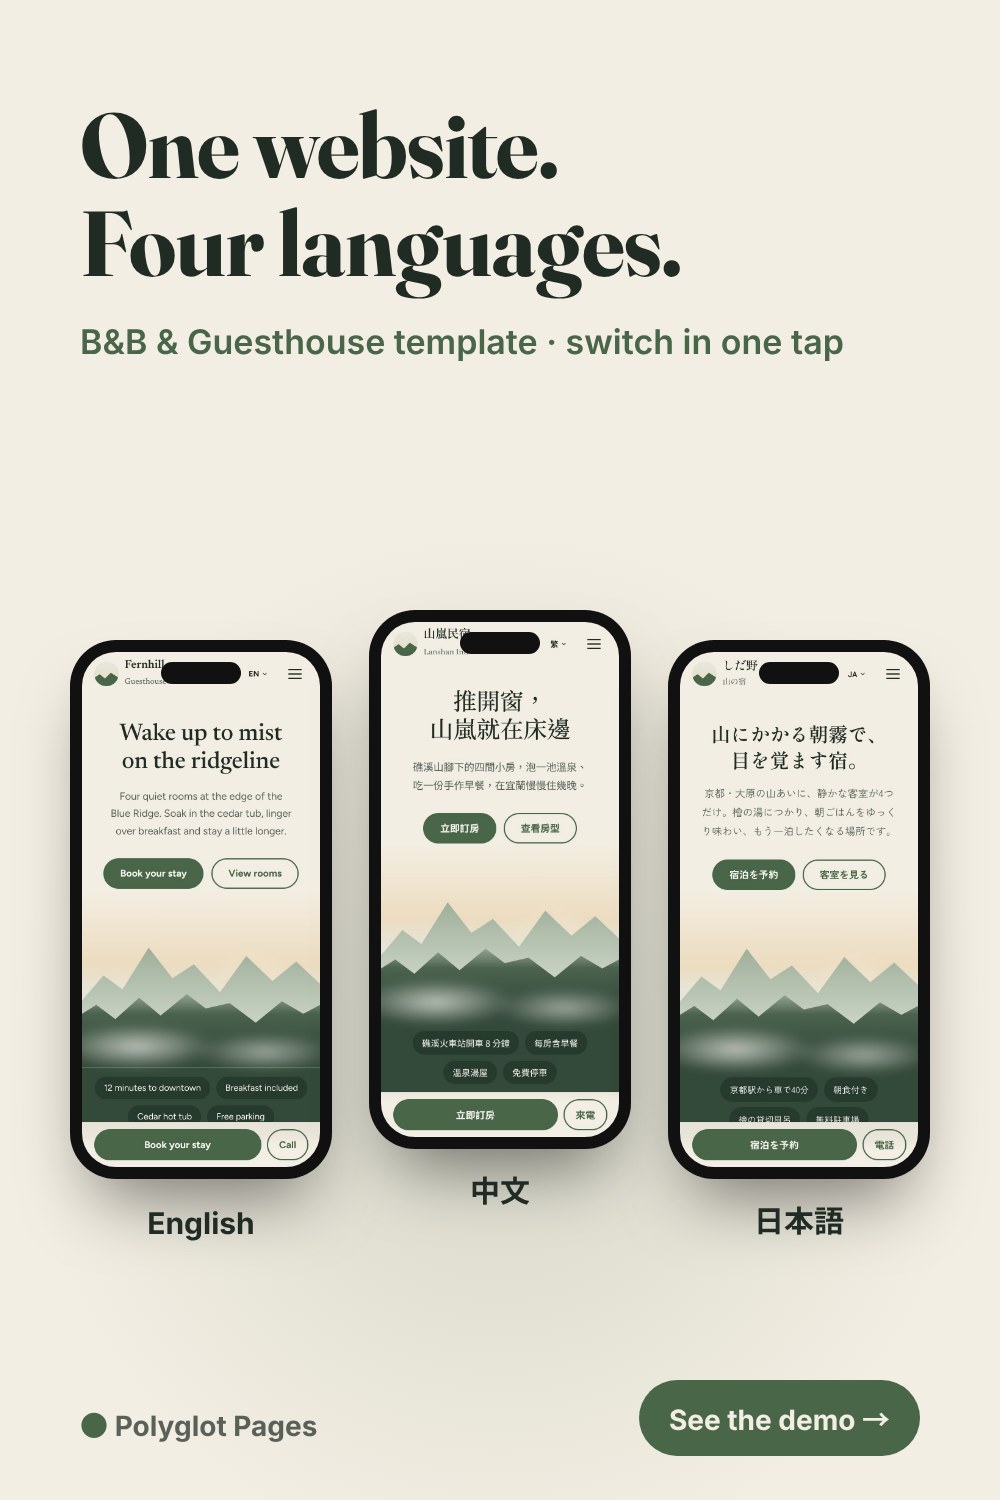 One website.
Four languages.
B&B & Guesthouse template · switch in one tap
Fernhill
Guesthouse
EN
Wake up to mist
on the ridgeline
Four quiet rooms at the edge of the
Blue Ridge. Soak in the cedar tub, linger
over breakfast and stay a little longer.
Book your stay
View rooms
12 minutes to downtown
Breakfast included
Cedar hot tub
Free parking
Book your stay
Call
English
山嵐民宿
Lanshan
繁
推開窗，
山嵐就在床邊
礁溪山腳下的四間小房，泡一池溫泉、
吃一份手作早餐，在宜蘭慢慢住幾晚。
立即訂房
查看房型
礁溪火車站開車 8 分鐘
每房含早餐
溫泉湯屋
免費停車
立即訂房
來電
中文
しだ野
山の宿
JA
山にかかる朝霧で、
目を覚ます宿。
京都・大原の山あいに、静かな客室が4つ
だけ。檜の湯につかり、朝ごはんをゆっく
り味わい、もう一泊したくなる場所です。
宿泊を予約
客室を見る
京都駅から車で40分
朝食付き
檜の貸切風呂
無料駐車場
宿泊を予約
電話
日本語
Polyglot Pages
See the demo →